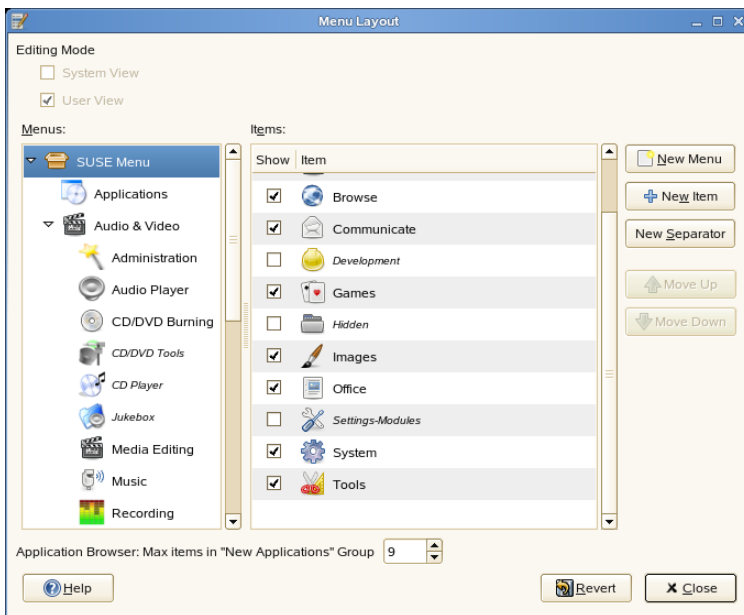 Menu Layout
Editing Mode
System View
User View
Menus:
Items:
SUSE Menu
Applications
Audio & Video
Administration
Audio Player
CD/DVD Burning
CD/DVD Tools
CD Player
Jukebox
Media Editing
Music
Recording
Show Item
Browse
Communicate
Development
Games
Hidden
Images
Office
Settings-Modules
System
Tools
New Menu
New Item
New Separator
Move Up
Move Down
Application Browser: Max items in "New Applications" Group 9
Help
Revert
Close